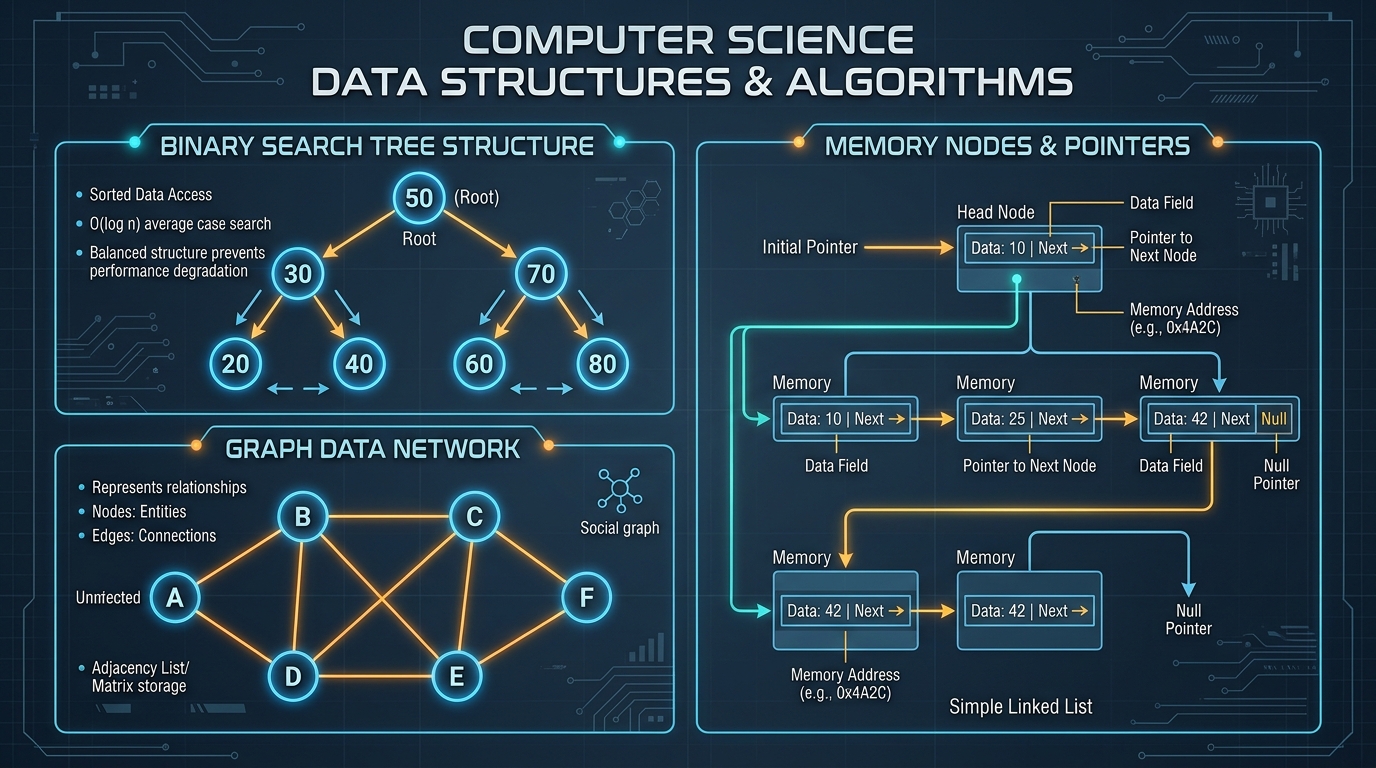 COMPUTER SCIENCE
DATA STRUCTURES & ALGORITHMS
BINARY SEARCH TREE STRUCTURE
Sorted Data Access
O(log n) average case search
Balanced structure prevents
performance degradation
50
(Root)
Root
30
70
20
40
60
80
GRAPH DATA NETWORK
Represents relationships
Nodes: Entities
Edges: Connections
Social graph
B
C
A
F
D
E
Adjacency List/
Matrix storage
MEMORY NODES & POINTERS
Initial Pointer
Head Node
Data: 10 | Next
Data Field
Pointer to
Next Node
Memory Address
(e.g., 0x4A2C)
Memory
Memory
Memory
Data: 10 | Next
Data: 25 | Next
Data: 42 | Next
Null
Data Field
Pointer to Next Node
Data Field
Null
Pointer
Memory
Memory
Data: 42 | Next
Data: 42 | Next
Null
Pointer
Memory Address
(e., 0x4A2C)
Simple Linked List